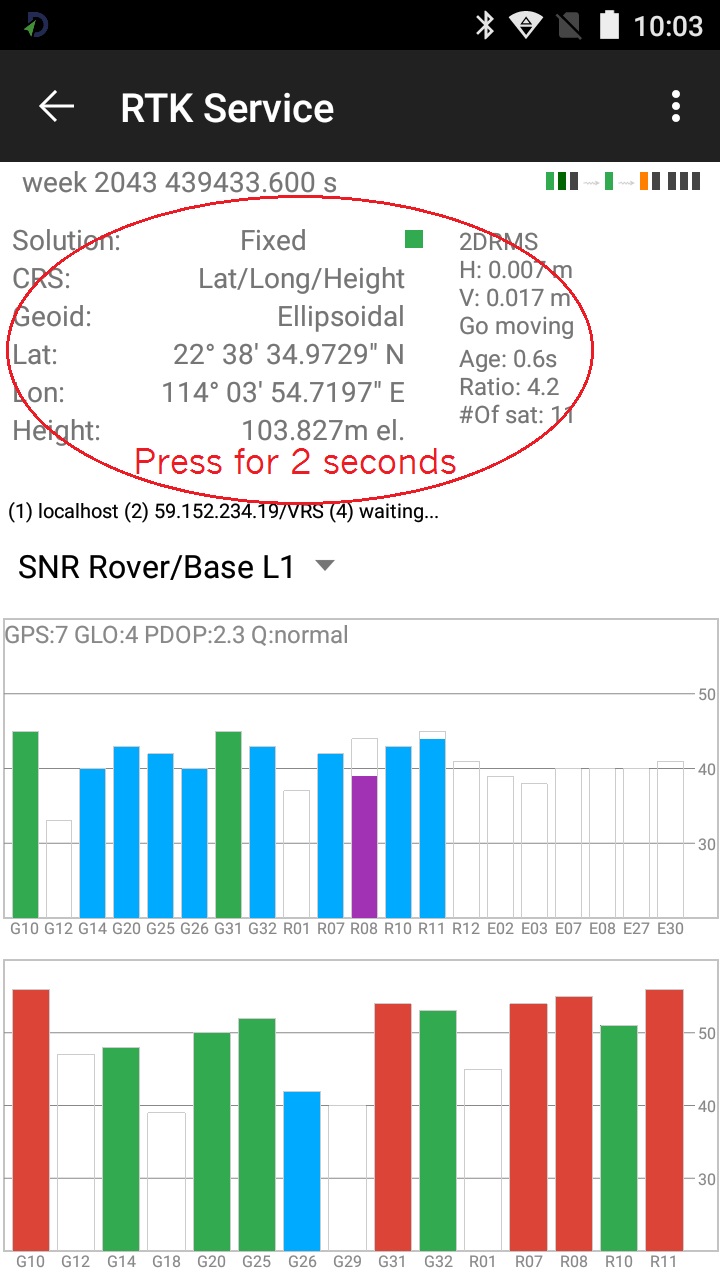 10:03
RTK Service
week 2043 439433.600 s
Solution: Fixed
2DRMS
CRS: Lat/Long/Height
H: 0.007 m
V: 0.017 m
Geoid: Ellipsoidal
Go moving
Lat: 22° 38' 34.9729" N
Age: 0.6s
Lon: 114° 03' 54.7197" E
Ratio: 4.2
#Of sat: 11
Height: 103.827m el.
Press for 2 seconds
(1) localhost (2) 59.152.234.19/VRS (4) waiting...
SNR Rover/Base L1
GPS:7 GLO:4 PDOP:2.3 Q:normal
50
40
30
G10 G12 G14 G20 G25 G26 G31 G32 R01 R07 R08 R10 R11 R12 E02 E03 E07 E08 E27 E30
50
40
30
G10 G12 G14 G18 G20 G25 G26 G29 G31 G32 R01 R07 R08 R10 R11